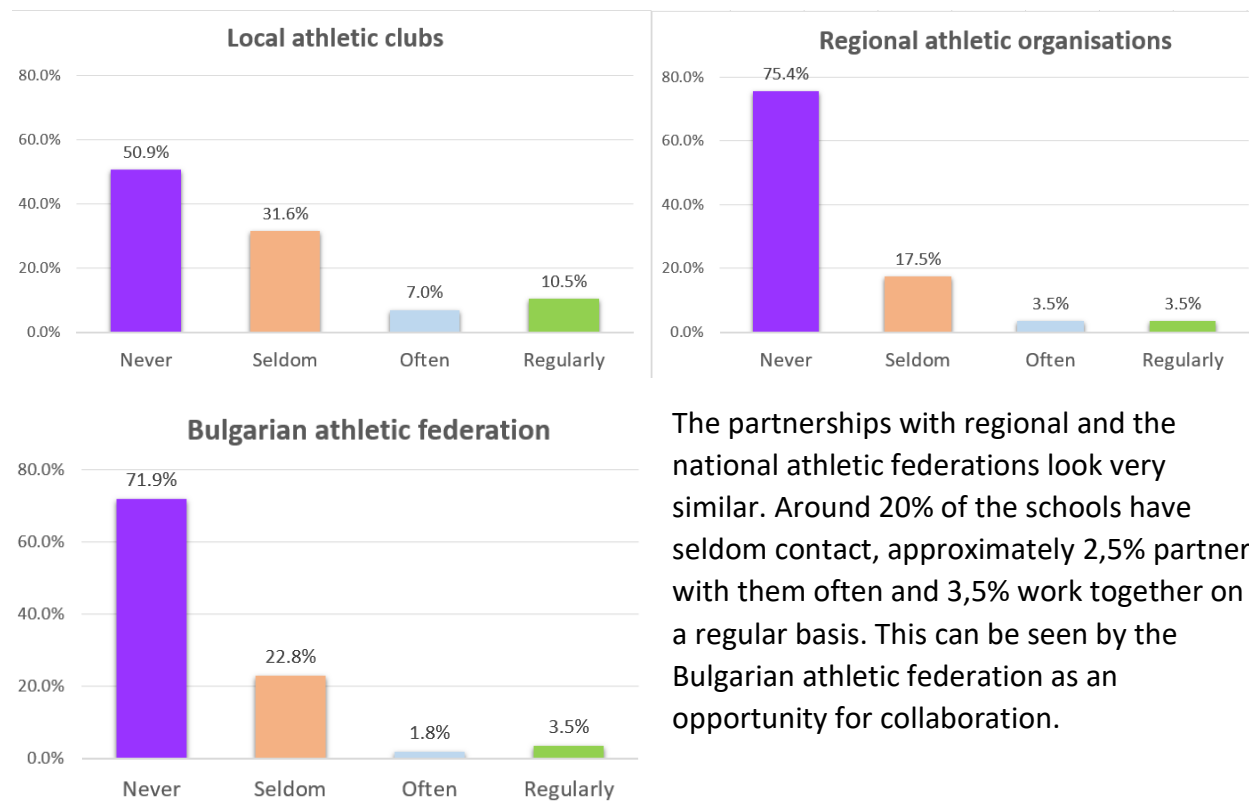 Local athletic clubs
80.0%
60.0%
40.0%
20.0%
0.0%
50.9%
31.6%
7.0%
10.5%
Never Seldom Often Regularly
Regional athletic organisations
80.0%
60.0%
40.0%
20.0%
0.0%
75.4%
17.5%
3.5%
3.5%
Never Seldom Often Regularly
Bulgarian athletic federation
80.0%
60.0%
40.0%
20.0%
0.0%
71.9%
22.8%
1.8%
3.5%
Never Seldom Often Regularly
The partnerships with regional and the
national athletic federations look very
similar. Around 20% of the schools have
seldom contact, approximately 2,5% partner
with them often and 3,5% work together on
a regular basis. This can be seen by the
Bulgarian athletic federation as an
opportunity for collaboration.